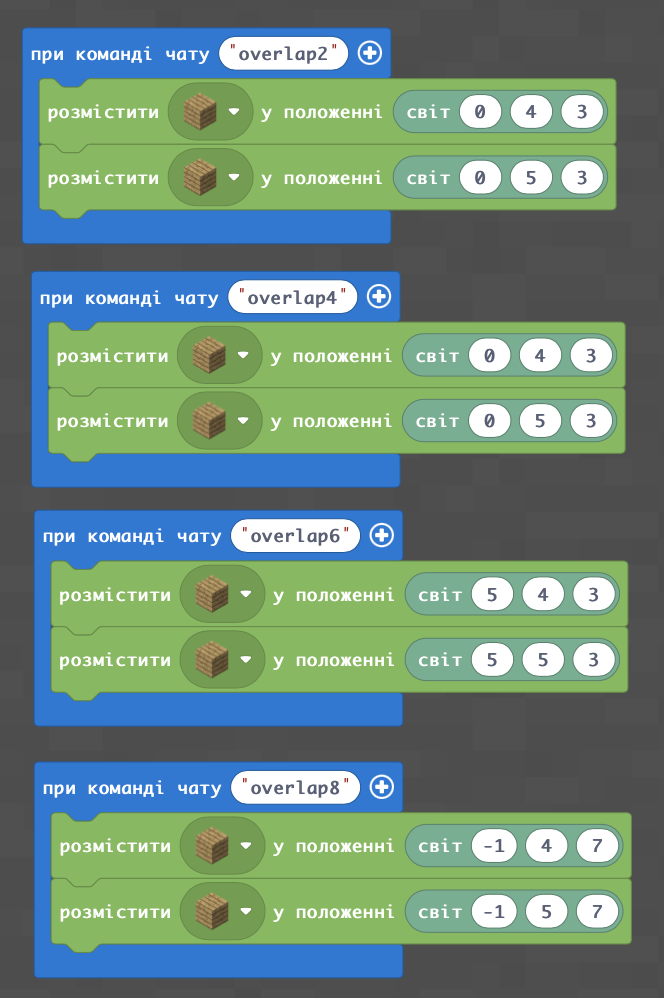 при команді чату "overlap2"
розмістити у положенні світ 0 4 3
розмістити у положенні світ 0 5 3
при команді чату "overlap4"
розмістити у положенні світ 0 4 3
розмістити у положенні світ 0 5 3
при команді чату "overlap6"
розмістити у положенні світ 5 4 3
розмістити у положенні світ 5 5 3
при команді чату "overlap8"
розмістити у положенні світ -1 4 7
розмістити у положенні світ -1 5 7